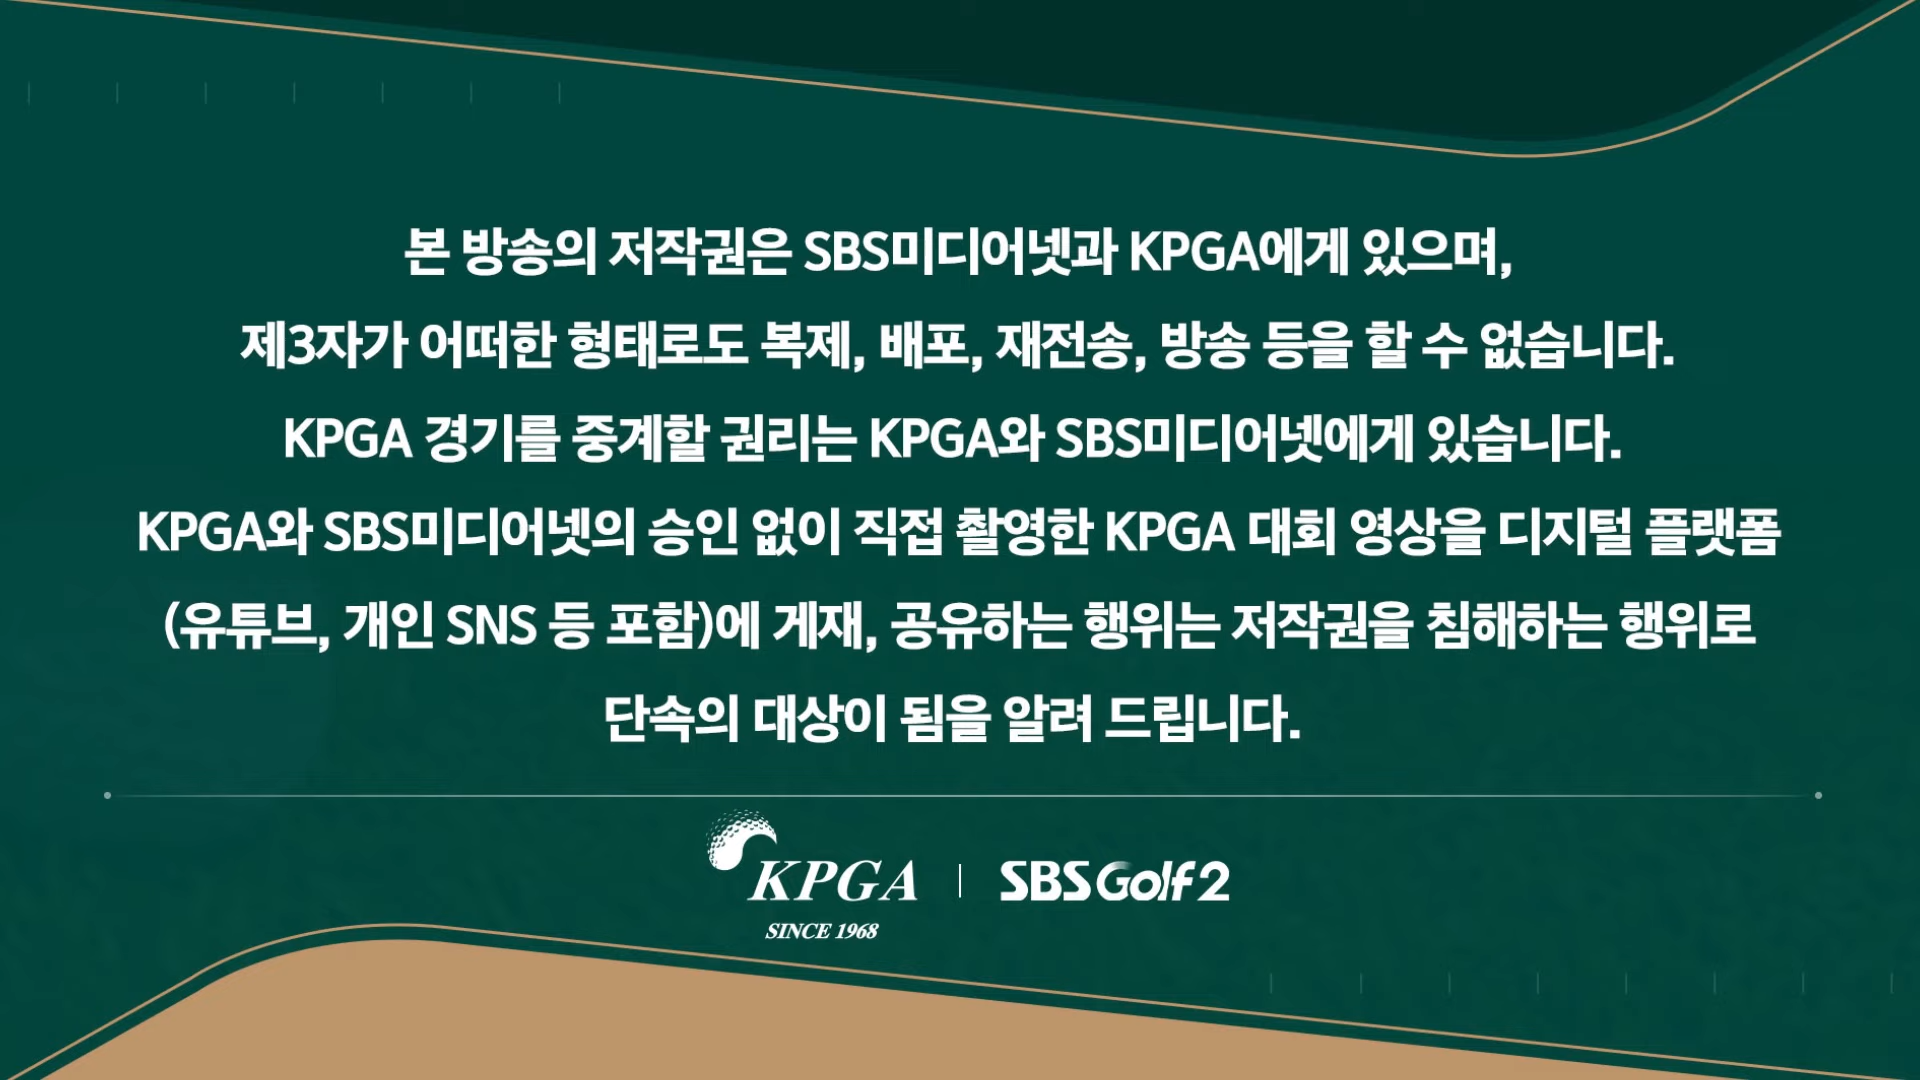 본 방송의 저작권은 SBS미디어넷과 KPGA에게 있으며,
제3자가 어떠한 형태로도 복제, 배포, 재전송, 방송 등을 할 수 없습니다.
KPGA 경기를 중계할 권리는 KPGA와 SBS미디어넷에게 있습니다.
KPGA와 SBS미디어넷의 승인 없이 직접 촬영한 KPGA 대회 영상을 디지털 플랫폼
(유튜브, 개인 SNS 등 포함)에 게재, 공유하는 행위는 저작권을 침해하는 행위로
단속의 대상이 됨을 알려 드립니다.
KPGA
SINCE 1968
SBS Golf 2